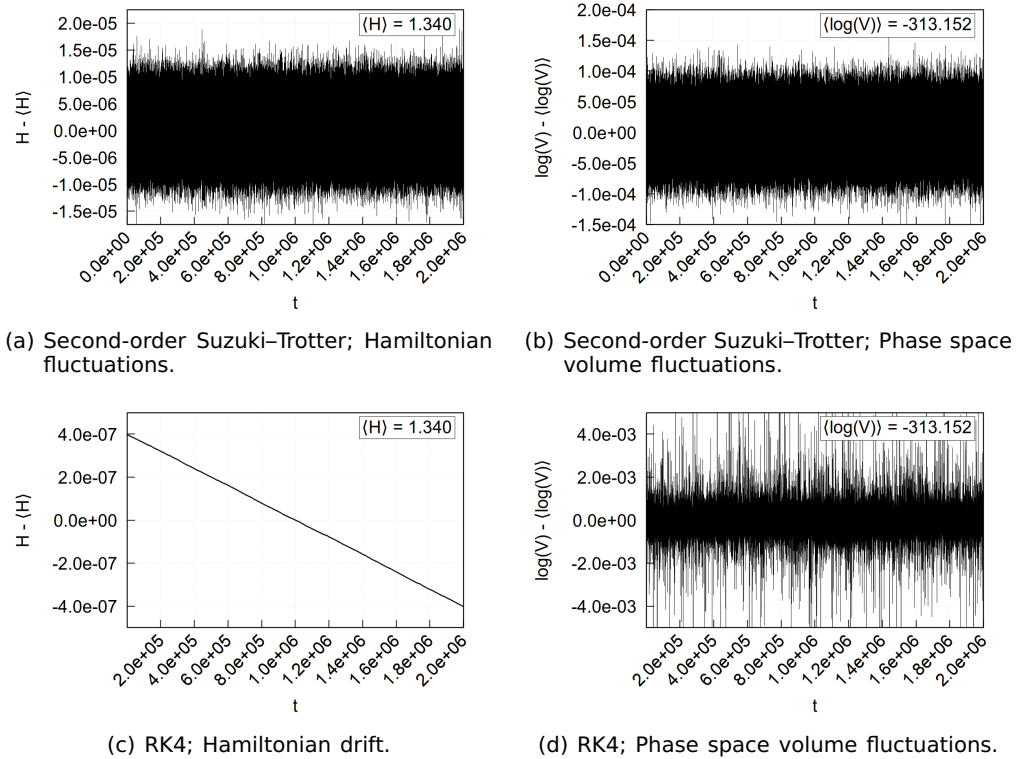 2.0e-05
1.5e-05
1.0e-05
5.0e-06
0.0e+00
-5.0e-06
-1.0e-05
-1.5e-05
H - ⟨H⟩
⟨H⟩ = 1.340
0.0e+00
2.0e+05
4.0e+05
6.0e+05
8.0e+05
1.0e+06
1.2e+06
1.4e+06
1.6e+06
1.8e+06
2.0e+06
t
(a) Second-order Suzuki–Trotter; Hamiltonian
fluctuations.
2.0e-04
1.5e-04
1.0e-04
5.0e-05
0.0e+00
-5.0e-05
-1.0e-04
-1.5e-04
log(V) - ⟨log(V)⟩
⟨log(V)⟩ = -313.152
0.0e+00
2.0e+05
4.0e+05
6.0e+05
8.0e+05
1.0e+06
1.2e+06
1.4e+06
1.6e+06
1.8e+06
2.0e+06
t
(b) Second-order Suzuki–Trotter; Phase space
volume fluctuations.
4.0e-07
2.0e-07
0.0e+00
-2.0e-07
-4.0e-07
H - ⟨H⟩
⟨H⟩ = 1.340
2.0e+05
4.0e+05
6.0e+05
8.0e+05
1.0e+06
1.2e+06
1.4e+06
1.6e+06
1.8e+06
2.0e+06
t
(c) RK4; Hamiltonian drift.
4.0e-03
2.0e-03
0.0e+00
-2.0e-03
-4.0e-03
log(V) - ⟨log(V)⟩
⟨log(V)⟩ = -313.152
2.0e+05
4.0e+05
6.0e+05
8.0e+05
1.0e+06
1.2e+06
1.4e+06
1.6e+06
1.8e+06
2.0e+06
t
(d) RK4; Phase space volume fluctuations.